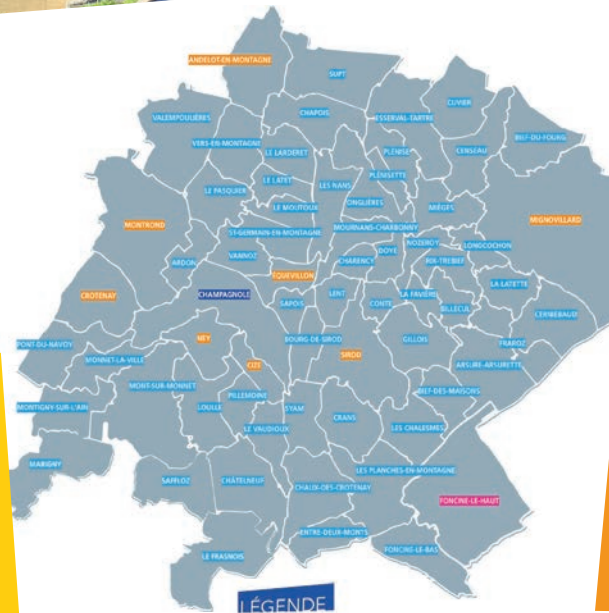 ANDELOT-EN-MONTAGNE
SUPT
CUVIER
VALEMPOULIÈRES
CHAPOIS
ESSERVAL-TARTRE
BIEF-DU-FOURG
VERS-EN-MONTAGNE
LE LARDERET
PLÉNISE
CENSEAU
LE LATET
LES NANS
PLÉNISETTE
LE PASQUIER
ONGLIÈRES
LE MOUTOUX
MIÈGES
MIGNOVILLARD
MONTROND
ST-GERMAIN-EN-MONTAGNE
MOURNANS-CHARBONNY
NOZEROY
LONGCOCHON
VANNOZ
DOYE
ARDON
CHARENCY
RIX-TREBIEF
ÉQUEVILLON
LA-LATETTE
CROTENAY
CHAMPAGNOLE
LENT
LA FAVIÈRE
SAPOIS
CONTE
BILLECUL
CERNIEBAUD
PONT-DU-NAVOY
NEY
BOURG-DE-SIROD
GILLOIS
FRAROZ
MONNET-LA-VILLE
CIZE
SIROD
ARSURE-ARSURETTE
MONT-SUR-MONNET
PILLEMOINE
BIEF-DES-MAISONS
MONTIGNY-SUR-L'AIN
LOULLE
SYAM
CRANS
LE VAUDIOUX
LES CHALESMES
MARIGNY
LES PLANCHES-EN-MONTAGNE
SAFFLOZ
CHÂTELNEUF
CHAUX-DES-CROTENAY
FONCINE-LE-HAUT
ENTRE-DEUX-MONTS
FONCINE-LE-BAS
LE FRASNOIS
LÉGENDE